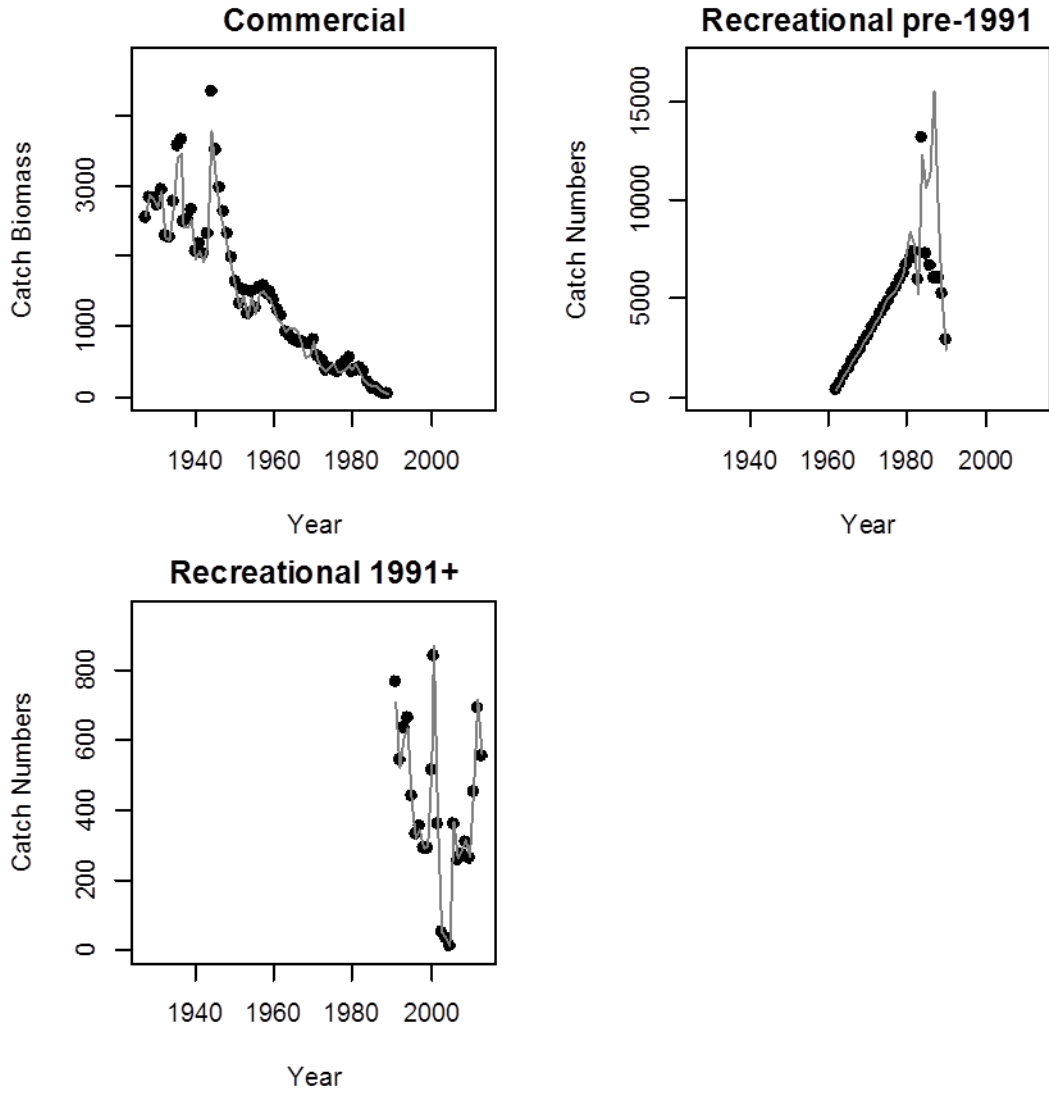 Commercial
Catch Biomass
0
1000
3000
1940 1960 1980 2000
Year
Recreational pre-1991
Catch Numbers
0
5000
10000
15000
1940 1960 1980 2000
Year
Recreational 1991+
Catch Numbers
0
200
400
600
800
1940 1960 1980 2000
Year